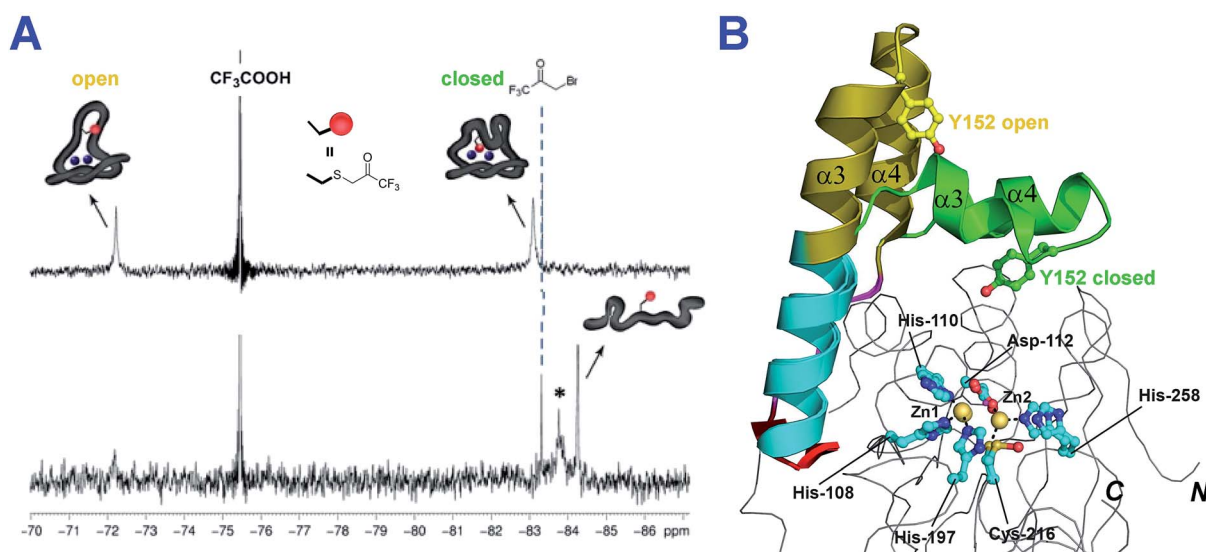 A
open
CF3COOH
closed
O
F3C
Br
||
S
O
CF3
*
-70 -71 -72 -73 -74 -75 -76 -77 -78 -79 -80 -81 -82 -83 -84 -85 -86 ppm
B
Y152 open
α3
α4
α3
α4
Y152 closed
His-110
Asp-112
Zn1
Zn2
His-258
His-108
His-197
Cys-216
C
N